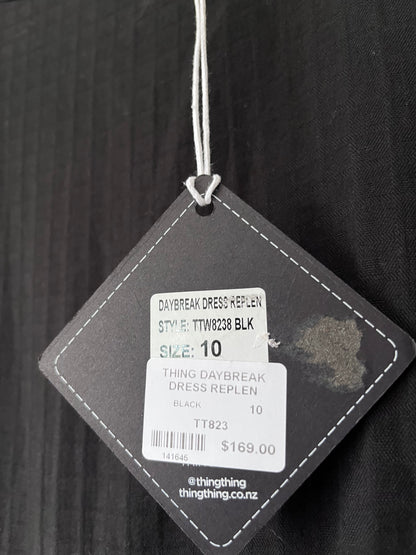 DAYBREAK DRESS REPLEN
STYLE: TTW8238 BLK
SIZE: 10
THING DAYBREAK
DRESS REPLEN
BLACK 10
TT823
141645
$169.00
@thingthing
thingthing.co.nz